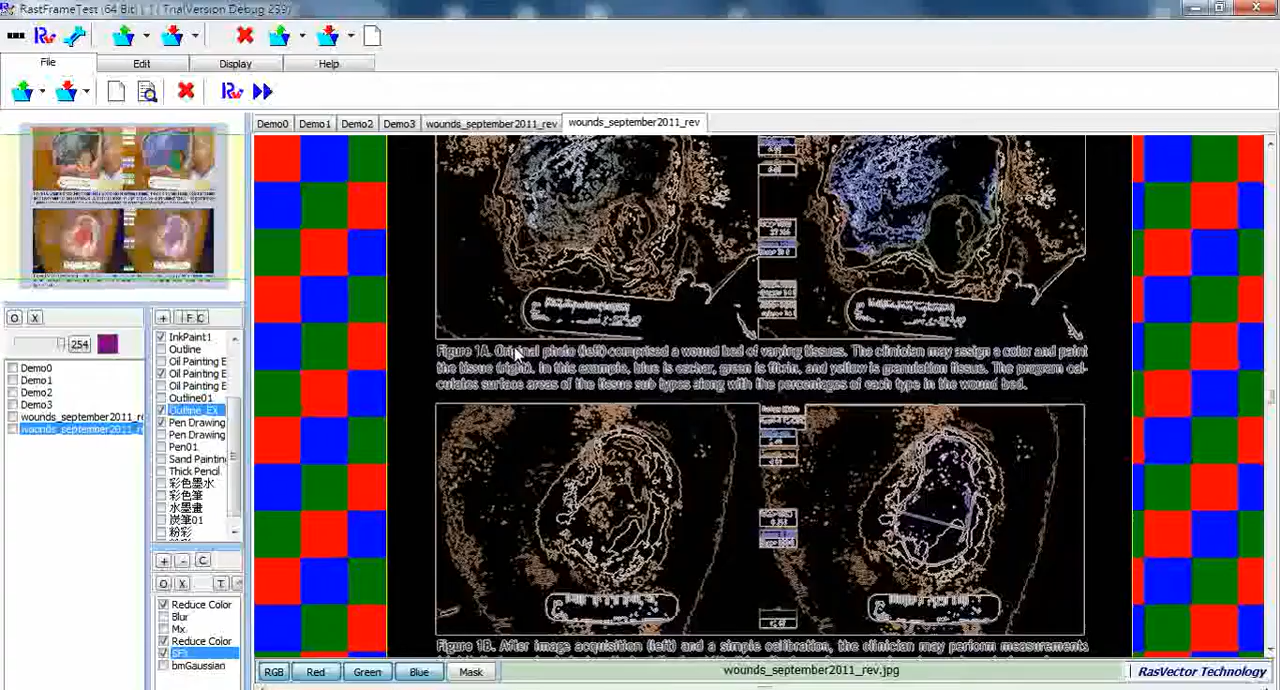 RastFrameTest (64 Bit) | [ TrialVersion Debug 239)
File Edit Display Help
Demo0 Demo1 Demo2 Demo3 wounds_september2011_rev wounds_september2011_rev
O X + F C
254
Demo0
Demo1
Demo2
Demo3
wounds_september2011_re
wounds_september2011_r
InkPaint1
Outline
Oil Painting E
Oil Painting E
Oil Painting E
Outline01
Outline_EX
Pen Drawing
Pen Drawing
Pen01
Sand Painting
Thick Pencil
彩色墨水
彩色筆
水墨畫
炭筆01
粉彩
+ - C
O X T
Reduce Color
Blur
Mx
Reduce Color
SFX
bmGaussian
Figure 1A. Original photo (left) comprised a wound bed of varying tissues. The clinician may assign a color and paint
the tissue (right). In this example, blue is eschar, green is fibrin, and yellow is granulation tissue. The program cal-
culates surface areas of the tissue sub types along with the percentages of each type in the wound bed.
Figure 1B. After image acquisition (left) and a simple calibration, the clinician may perform measurements
RGB Red Green Blue Mask wounds_september2011_rev.jpg RasVector Technology